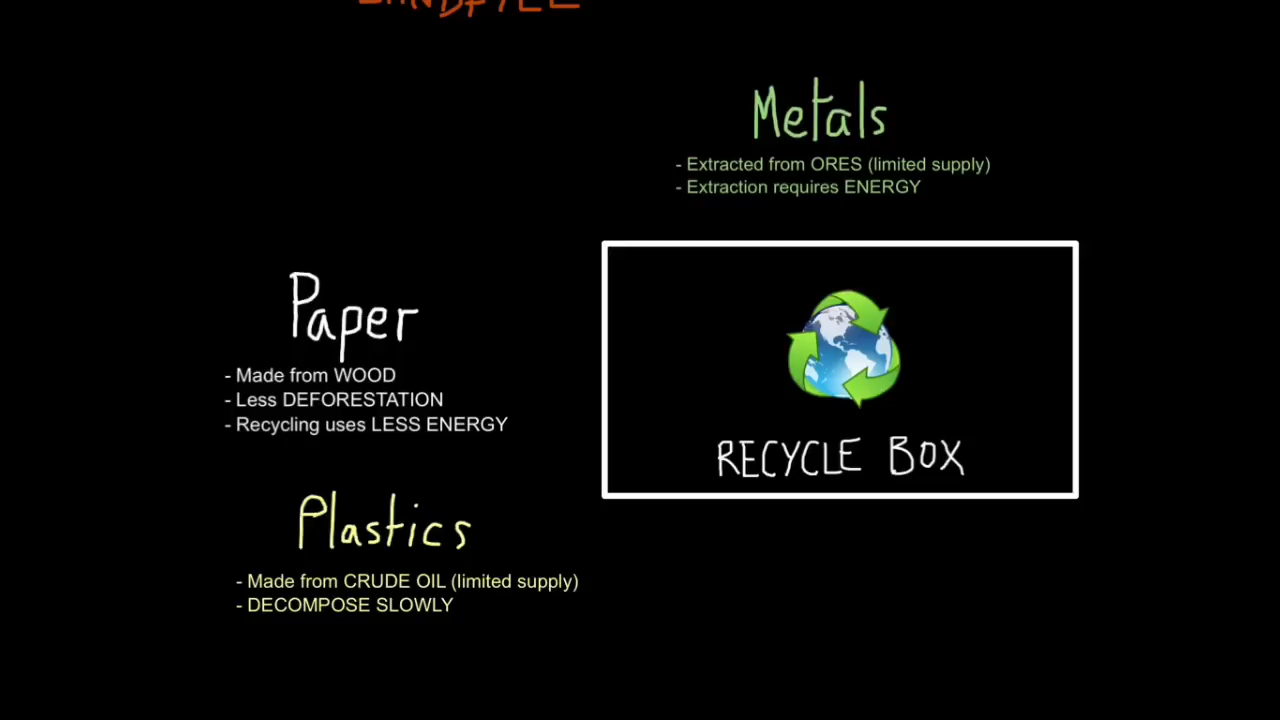 LANDFILL
Metals
- Extracted from ORES (limited supply)
- Extraction requires ENERGY
Paper
- Made from WOOD
- Less DEFORESTATION
- Recycling uses LESS ENERGY
RECYCLE BOX
Plastics
- Made from CRUDE OIL (limited supply)
- DECOMPOSE SLOWLY